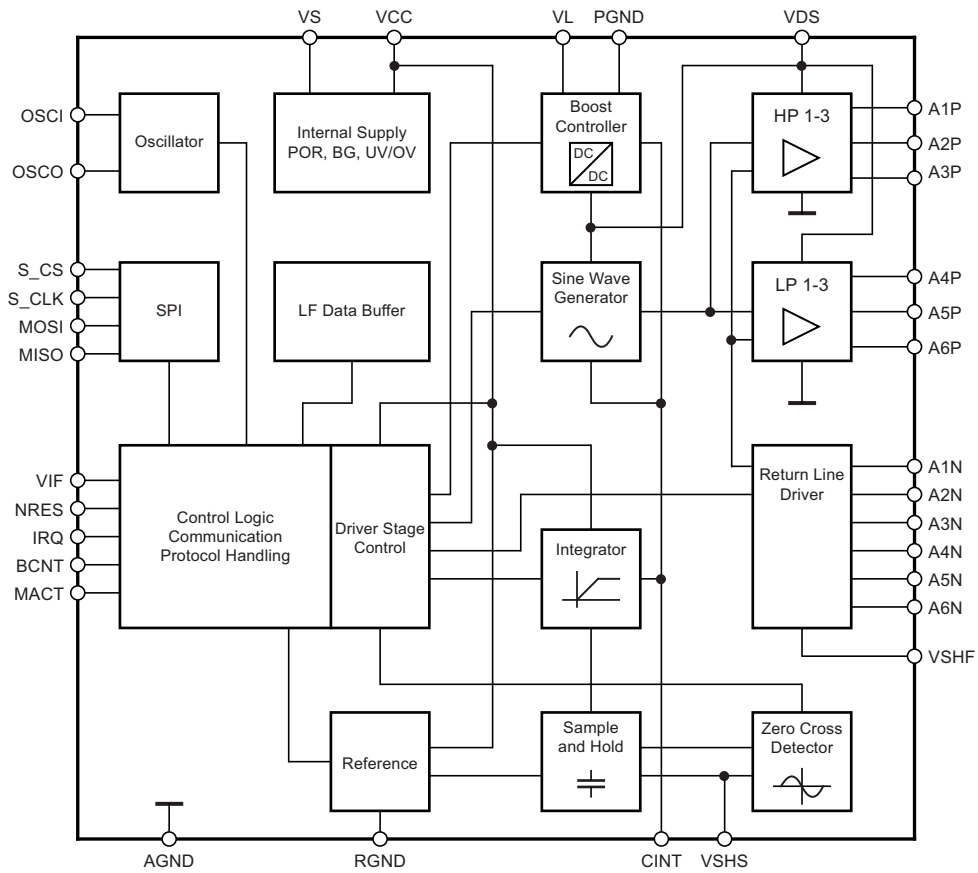 VS
VCC
VL
PGND
VDS
OSCI
OSCO
Oscillator
Internal Supply
POR, BG, UV/OV
Boost
Controller
DC
DC
HP 1-3
A1P
A2P
A3P
S_CS
S_CLK
MOSI
MISO
SPI
LF Data Buffer
Sine Wave
Generator
LP 1-3
A4P
A5P
A6P
VIF
NRES
IRQ
BCNT
MACT
Control Logic
Communication
Protocol Handling
Driver Stage
Control
Integrator
Return Line
Driver
A1N
A2N
A3N
A4N
A5N
A6N
VSHF
Reference
Sample
and Hold
Zero Cross
Detector
AGND
RGND
CINT
VSHS